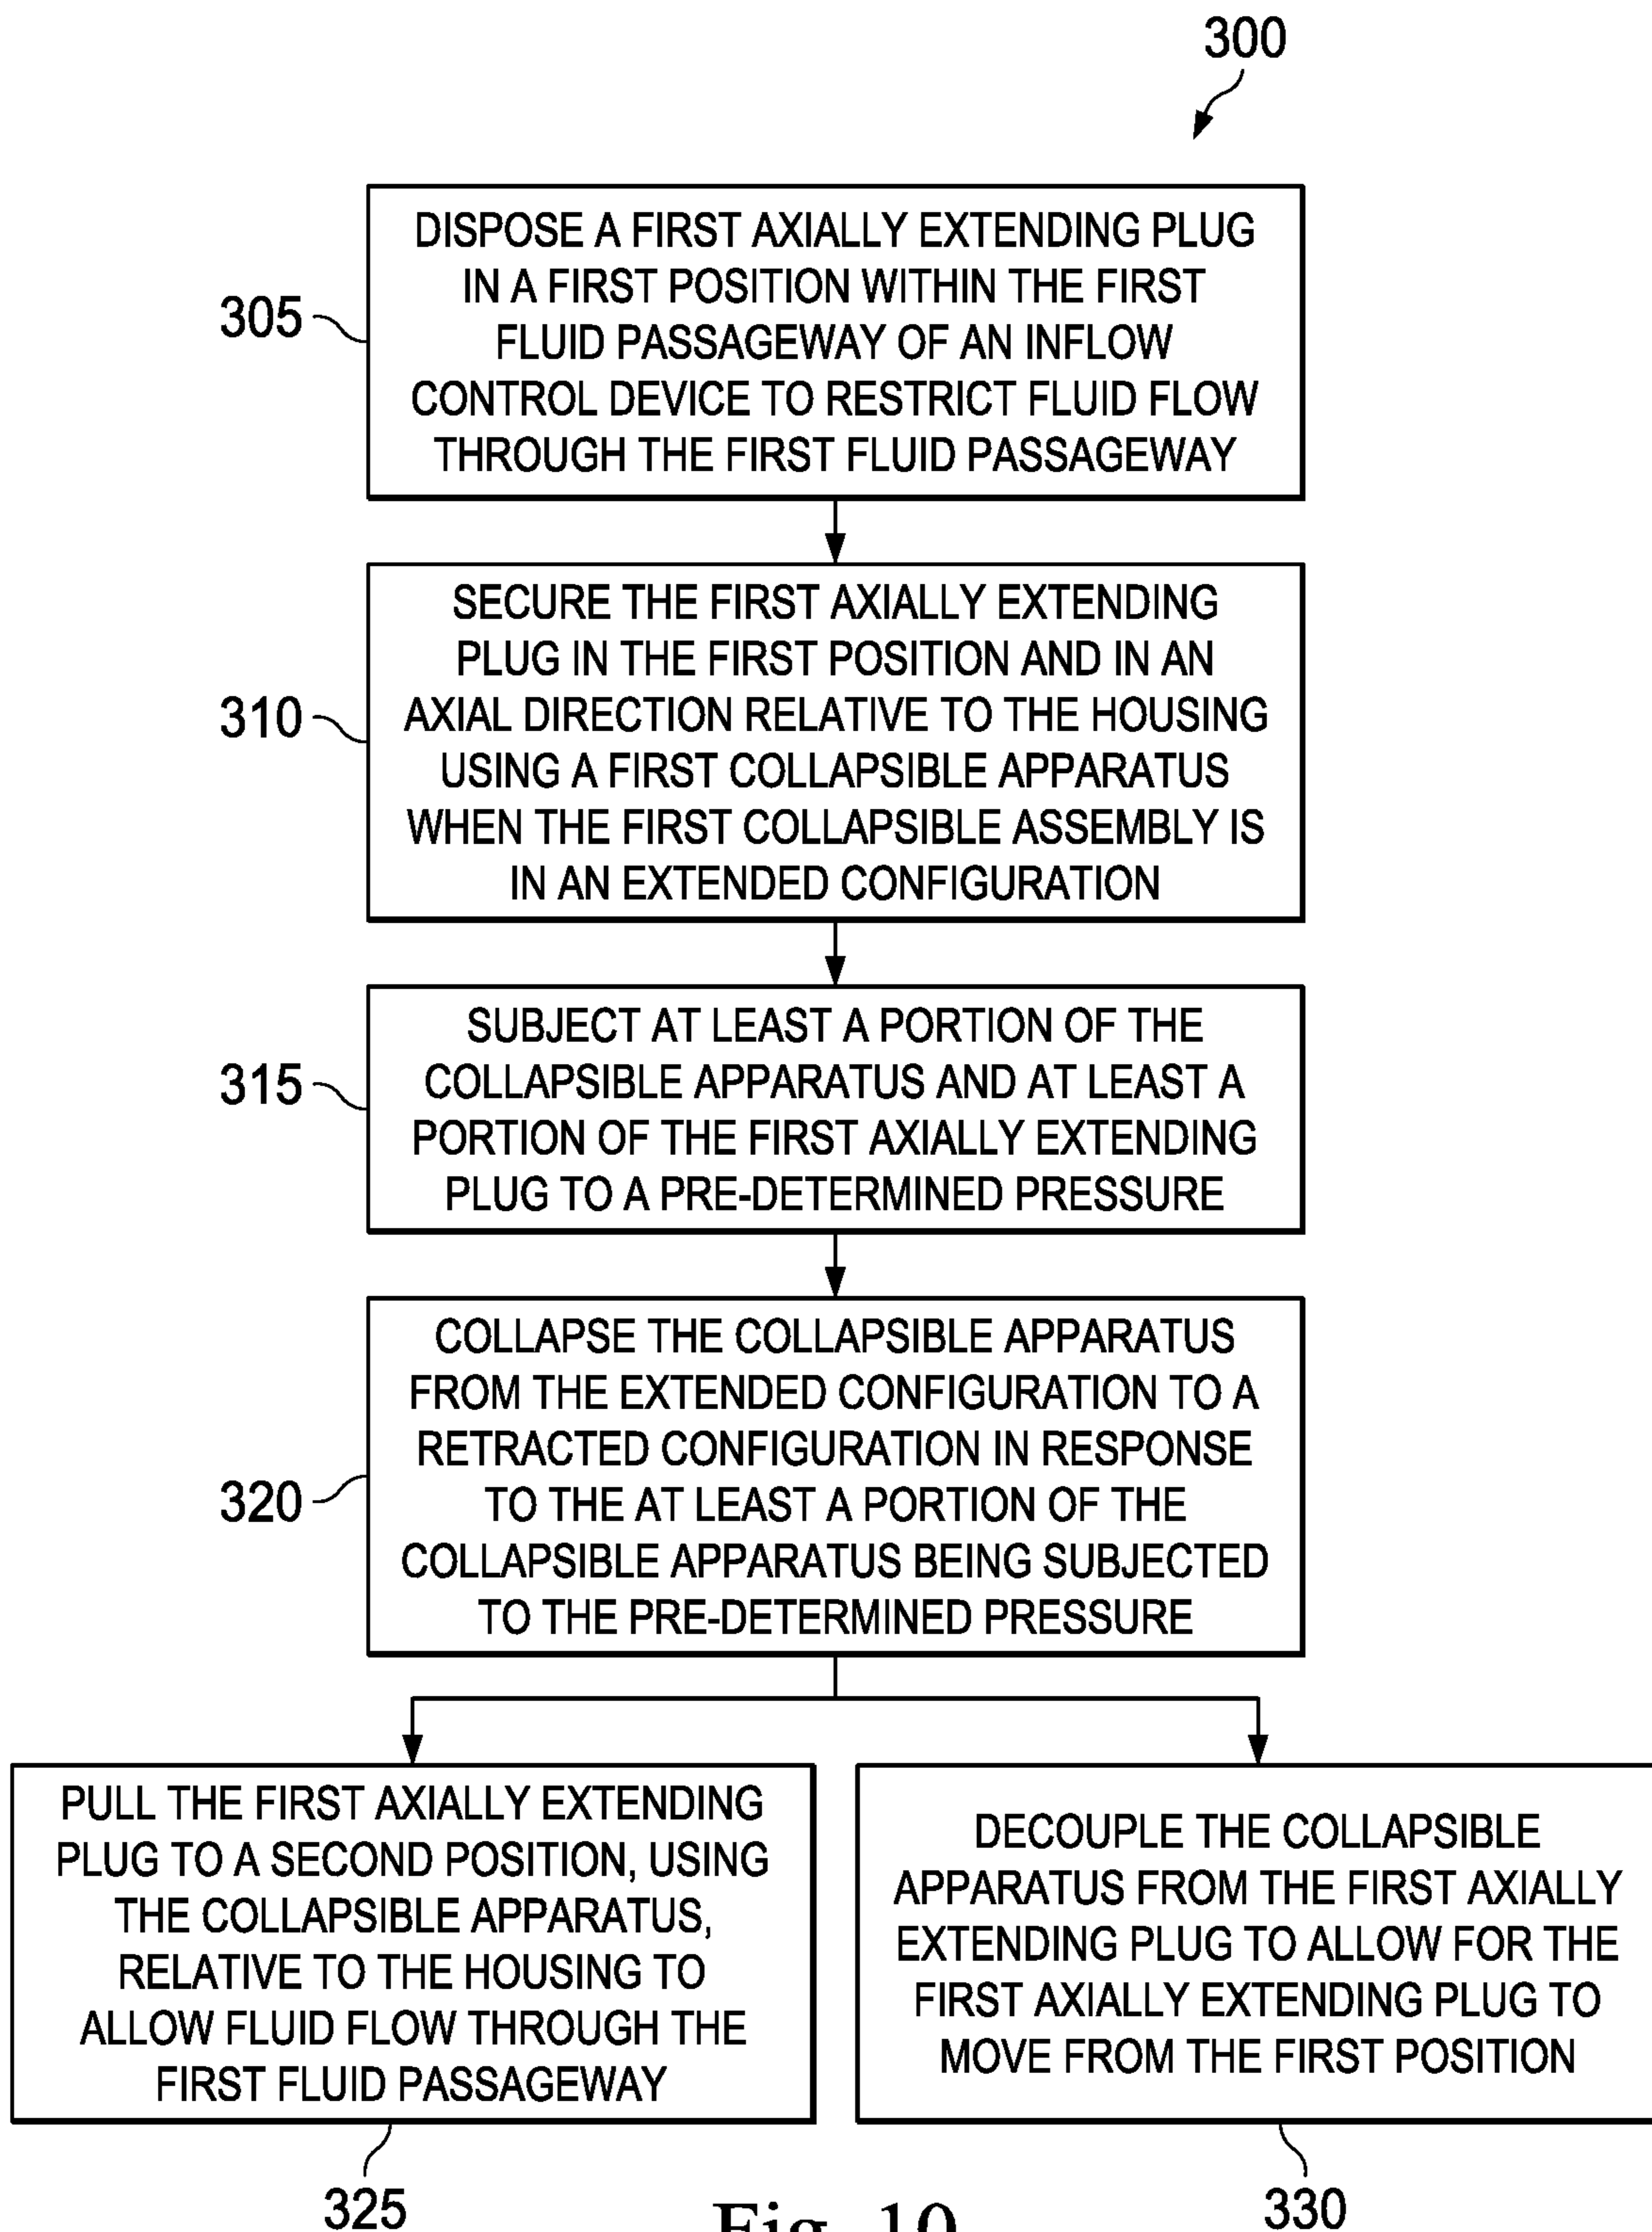 300
DISPOSE A FIRST AXIALLY EXTENDING PLUG
IN A FIRST POSITION WITHIN THE FIRST
FLUID PASSAGEWAY OF AN INFLOW
CONTROL DEVICE TO RESTRICT FLUID FLOW
THROUGH THE FIRST FLUID PASSAGEWAY
305
SECURE THE FIRST AXIALLY EXTENDING
PLUG IN THE FIRST POSITION AND IN AN
AXIAL DIRECTION RELATIVE TO THE HOUSING
USING A FIRST COLLAPSIBLE APPARATUS
WHEN THE FIRST COLLAPSIBLE ASSEMBLY IS
IN AN EXTENDED CONFIGURATION
310
SUBJECT AT LEAST A PORTION OF THE
COLLAPSIBLE APPARATUS AND AT LEAST A
PORTION OF THE FIRST AXIALLY EXTENDING
PLUG TO A PRE-DETERMINED PRESSURE
315
COLLAPSE THE COLLAPSIBLE APPARATUS
FROM THE EXTENDED CONFIGURATION TO A
RETRACTED CONFIGURATION IN RESPONSE
TO THE AT LEAST A PORTION OF THE
COLLAPSIBLE APPARATUS BEING SUBJECTED
TO THE PRE-DETERMINED PRESSURE
320
PULL THE FIRST AXIALLY EXTENDING
PLUG TO A SECOND POSITION, USING
THE COLLAPSIBLE APPARATUS,
RELATIVE TO THE HOUSING TO
ALLOW FLUID FLOW THROUGH THE
FIRST FLUID PASSAGEWAY
325
DECOUPLE THE COLLAPSIBLE
APPARATUS FROM THE FIRST AXIALLY
EXTENDING PLUG TO ALLOW FOR THE
FIRST AXIALLY EXTENDING PLUG TO
MOVE FROM THE FIRST POSITION
330
Fig. 10